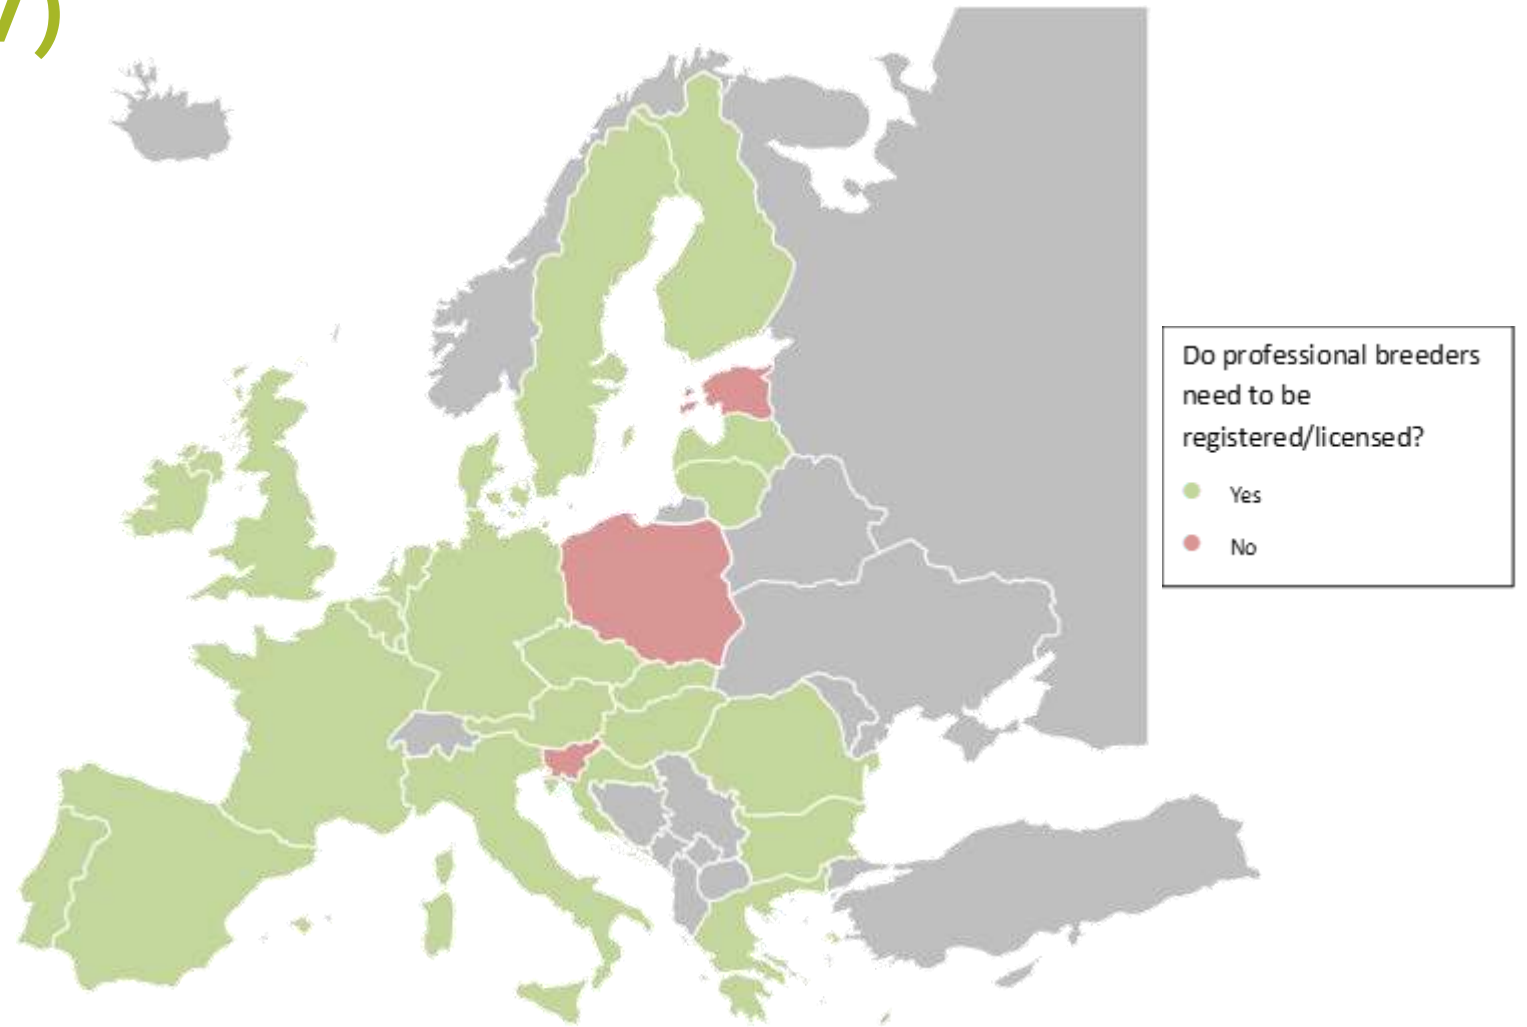 Do professional breeders
need to be
registered/licensed?
Yes
No